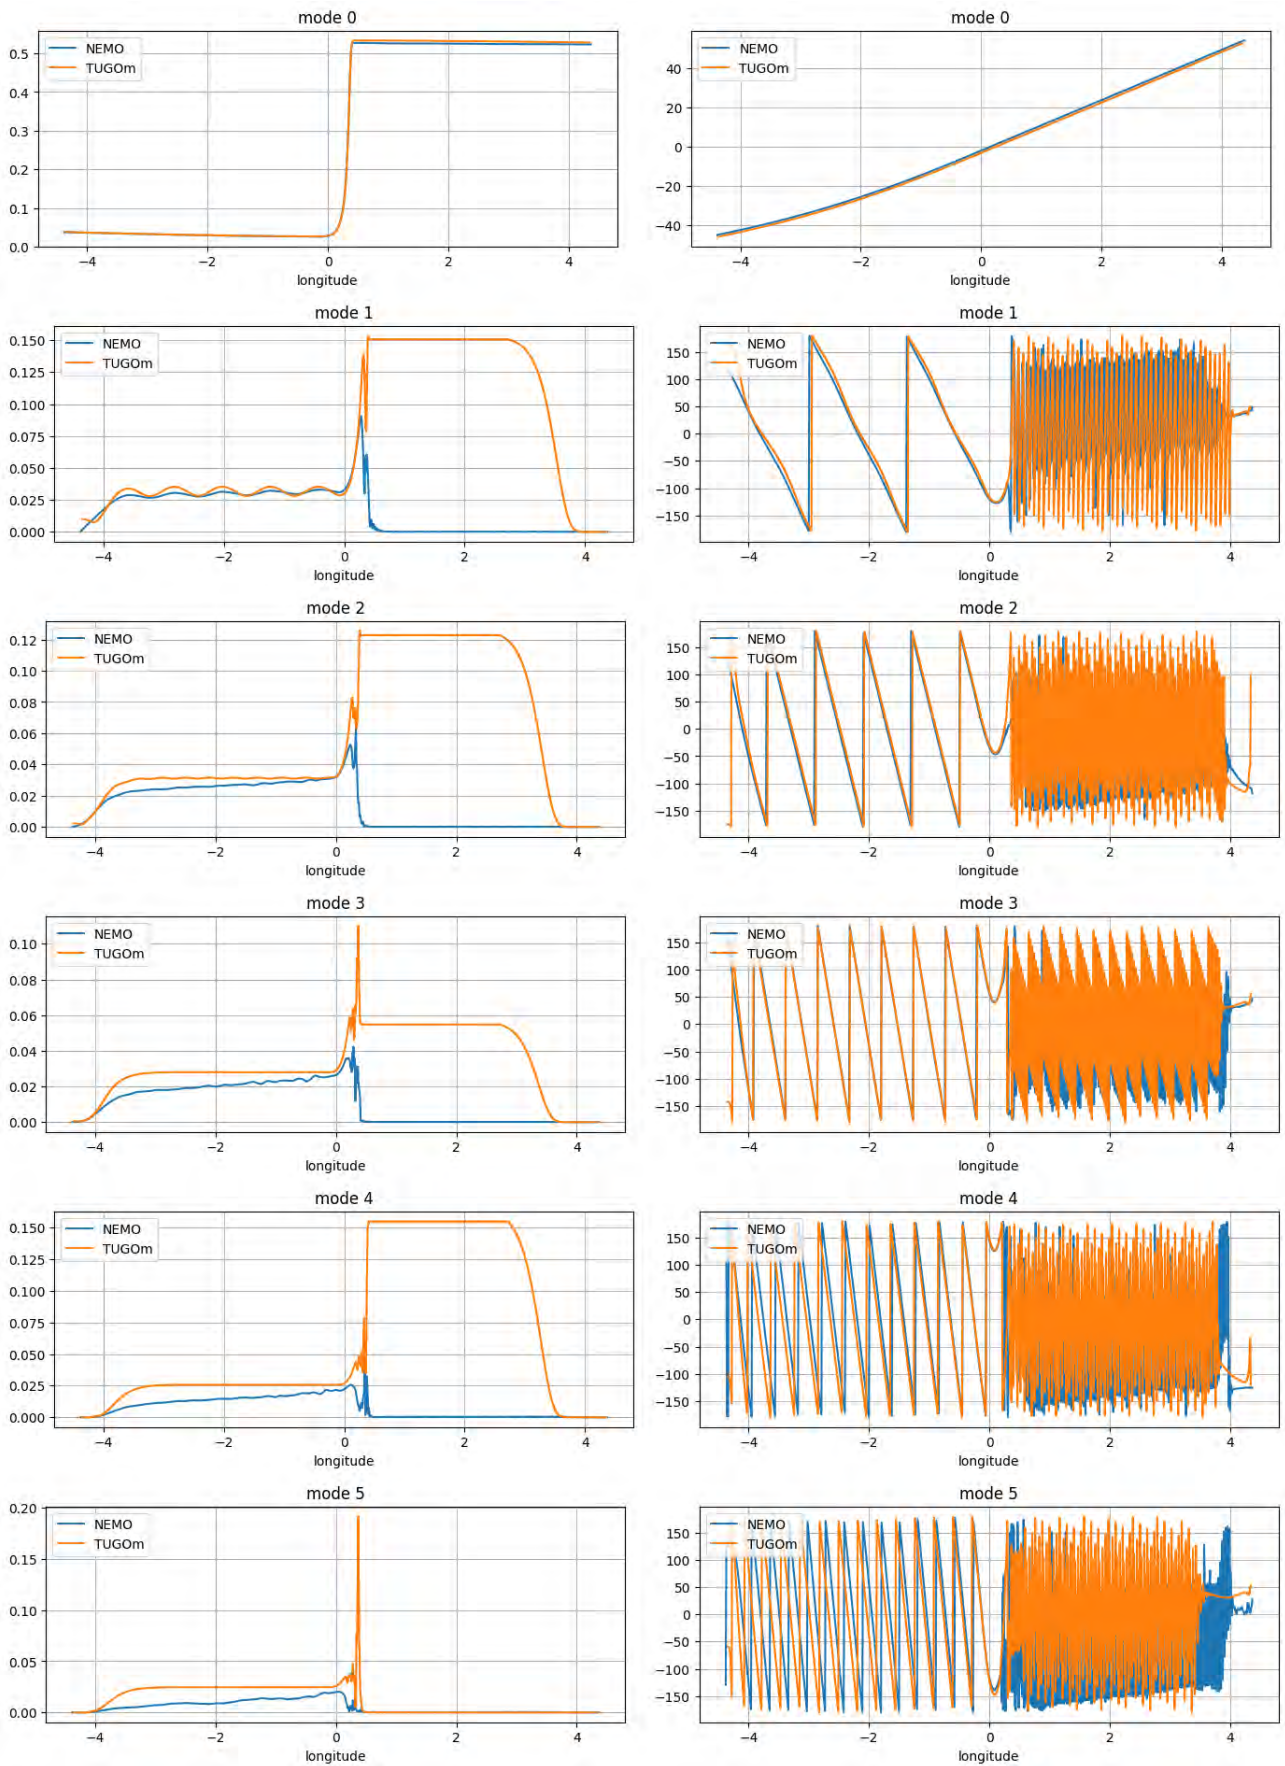 mode 0
0.5
0.4
0.3
0.2
0.1
0.0
NEMO
TUGOm
−4 −2 0 2 4
longitude
mode 0
40
20
0
−20
−40
NEMO
TUGOm
−4 −2 0 2 4
longitude
mode 1
0.150
0.125
0.100
0.075
0.050
0.025
0.000
NEMO
TUGOm
−4 −2 0 2 4
longitude
mode 1
150
100
50
0
−50
−100
−150
NEMO
TUGOm
−4 −2 0 2 4
longitude
mode 2
0.12
0.10
0.08
0.06
0.04
0.02
0.00
NEMO
TUGOm
−4 −2 0 2 4
longitude
mode 2
150
100
50
0
−50
−100
−150
NEMO
TUGOm
−4 −2 0 2 4
longitude
mode 3
0.10
0.08
0.06
0.04
0.02
0.00
NEMO
TUGOm
−4 −2 0 2 4
longitude
mode 3
150
100
50
0
−50
−100
−150
NEMO
TUGOm
−4 −2 0 2 4
longitude
mode 4
0.150
0.125
0.100
0.075
0.050
0.025
0.000
NEMO
TUGOm
−4 −2 0 2 4
longitude
mode 4
150
100
50
0
−50
−100
−150
NEMO
TUGOm
−4 −2 0 2 4
longitude
mode 5
0.20
0.15
0.10
0.05
0.00
NEMO
TUGOm
−4 −2 0 2 4
longitude
mode 5
150
100
50
0
−50
−100
−150
NEMO
TUGOm
−4 −2 0 2 4
longitude